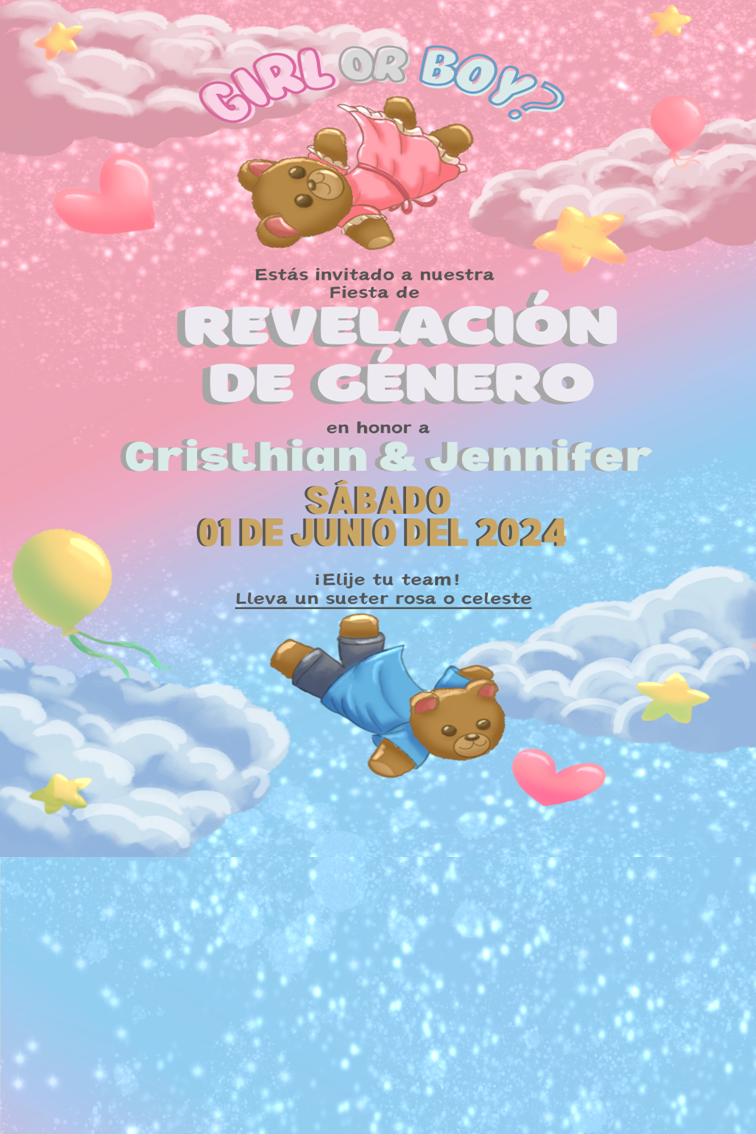 GIRL OR BOY?
Estás invitado a nuestra
Fiesta de
REVELACIÓN
DE GÉNERO
en honor a
Cristhian & Jennifer
SÁBADO
01 DE JUNIO DEL 2024
¡Elije tu team!
Lleva un sueter rosa o celeste